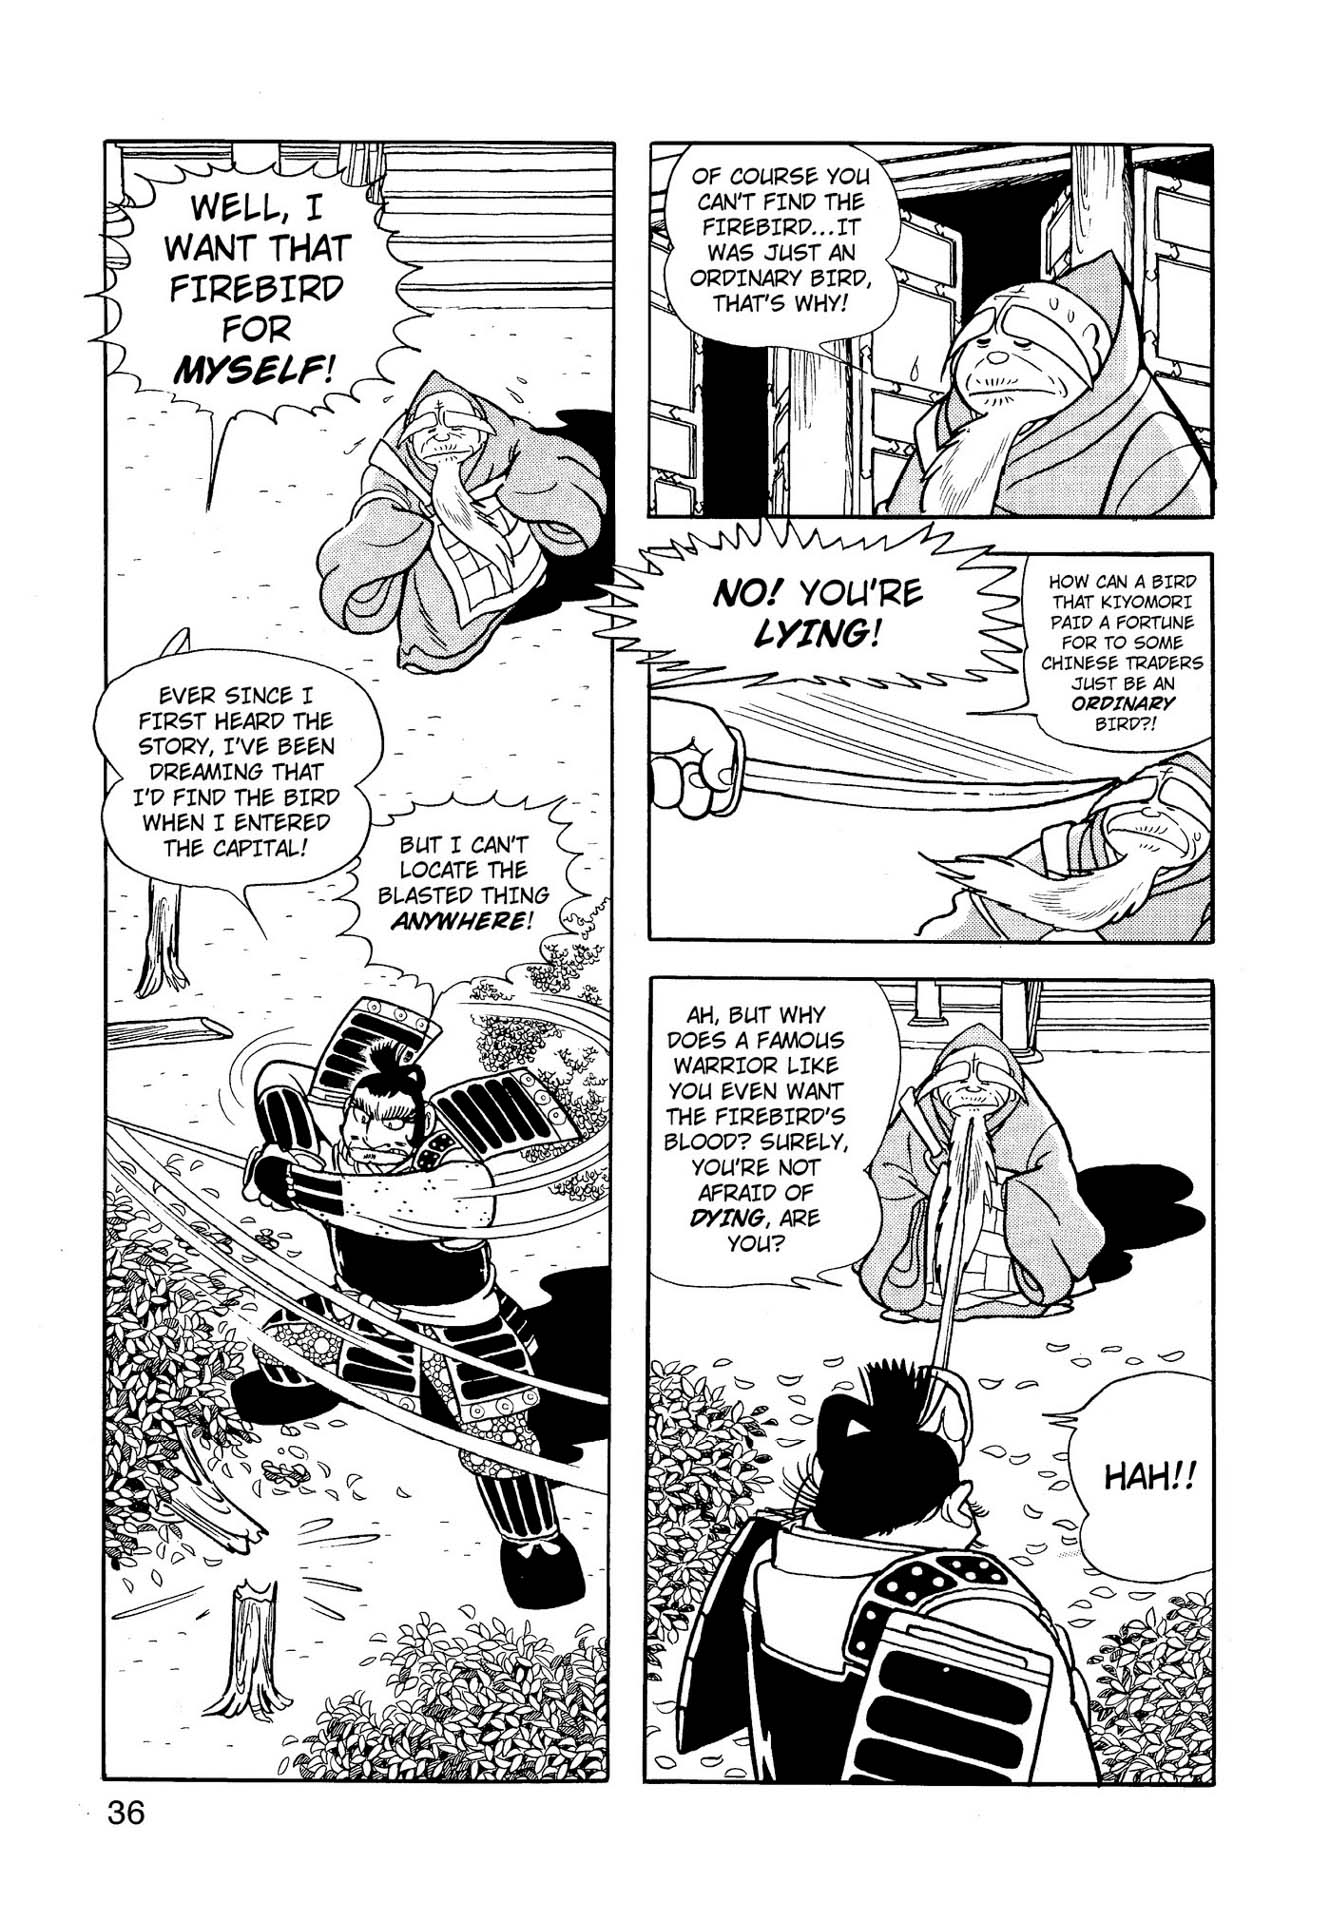 WELL, I
WANT THAT
FIREBIRD
FOR
MYSELF!
EVER SINCE I
FIRST HEARD THE
STORY, I'VE BEEN
DREAMING THAT
I'D FIND THE BIRD
WHEN I ENTERED
THE CAPITAL!
BUT I CAN'T
LOCATE THE
BLASTED THING
ANYWHERE!
OF COURSE YOU
CAN'T FIND THE
FIREBIRD...IT
WAS JUST AN
ORDINARY BIRD,
THAT'S WHY!
NO! YOU'RE
LYING!
HOW CAN A BIRD
THAT KIYOMORI
PAID A FORTUNE
FOR TO SOME
CHINESE TRADERS
JUST BE AN
ORDINARY
BIRD?!
AH, BUT WHY
DOES A FAMOUS
WARRIOR LIKE
YOU EVEN WANT
THE FIREBIRD'S
BLOOD? SURELY,
YOU'RE NOT
AFRAID OF
DYING, ARE
YOU?
HAH!!
36